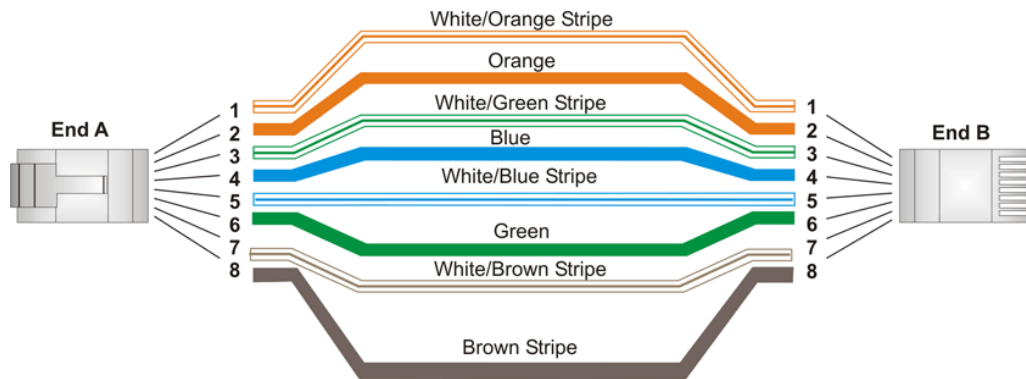 White/Orange Stripe
Orange
White/Green Stripe
Blue
White/Blue Stripe
Green
White/Brown Stripe
Brown Stripe
End A
1
2
3
4
5
6
7
8
End B
1
2
3
4
5
6
7
8